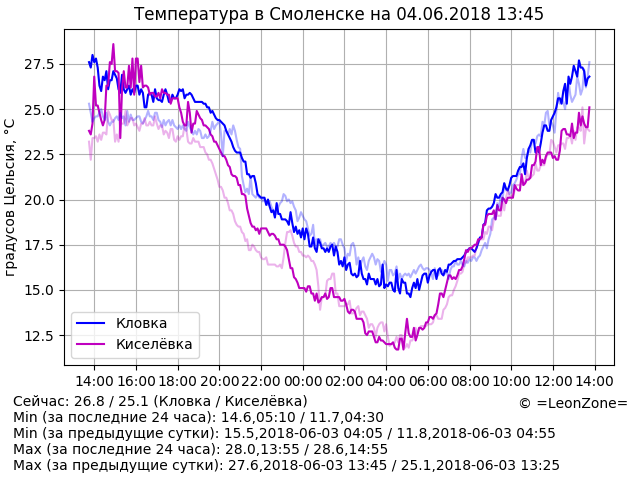 Температура в Смоленске на 04.06.2018 13:45
градусов Цельсия, °C
27.5
25.0
22.5
20.0
17.5
15.0
12.5
Кловка
Киселёвка
14:00 16:00 18:00 20:00 22:00 00:00 02:00 04:00 06:00 08:00 10:00 12:00 14:00
Сейчас: 26.8 / 25.1 (Кловка / Киселёвка)
© =LeonZone=
Min (за последние 24 часа): 14.6,05:10 / 11.7,04:30
Min (за предыдущие сутки): 15.5,2018-06-03 04:05 / 11.8,2018-06-03 04:55
Max (за последние 24 часа): 28.0,13:55 / 28.6,14:55
Max (за предыдущие сутки): 27.6,2018-06-03 13:45 / 25.1,2018-06-03 13:25